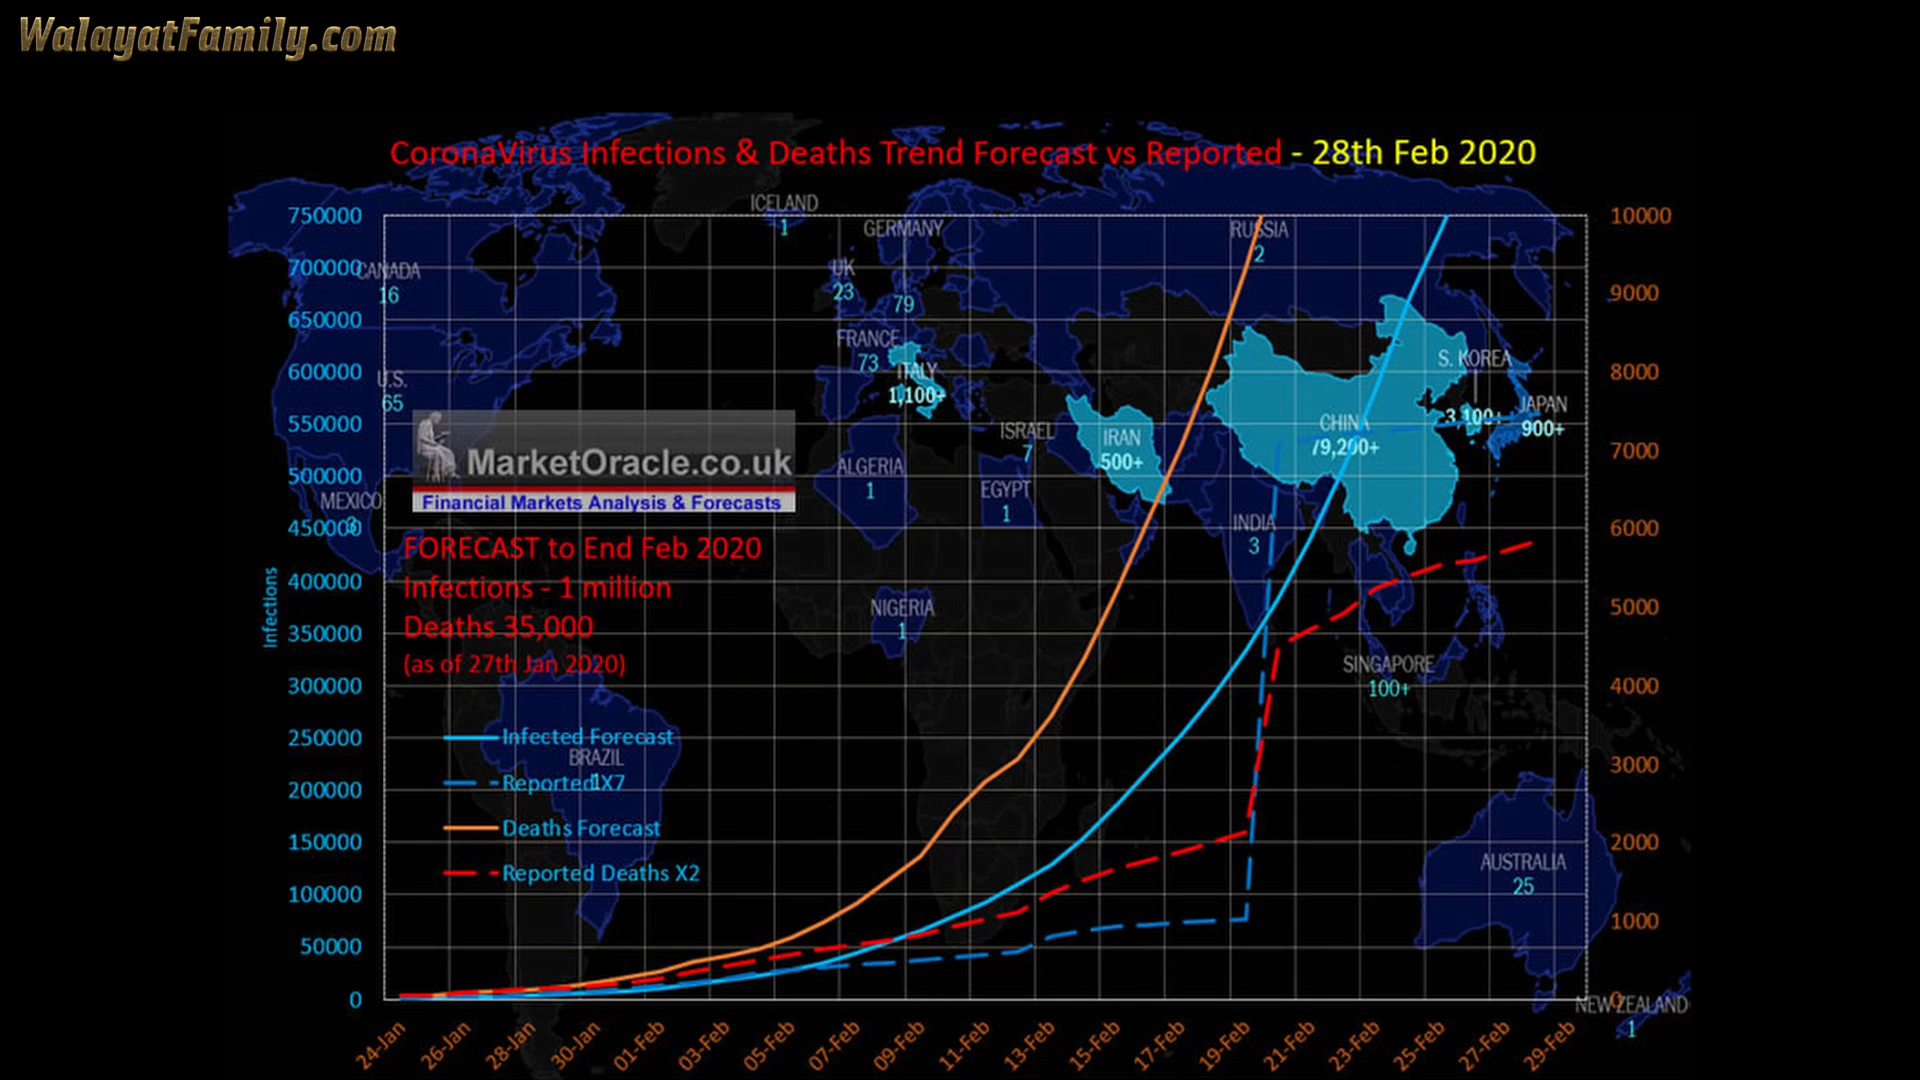 WalayatFamily.com
CoronaVirus Infections & Deaths Trend Forecast vs Reported - 28th Feb 2020
750000
700000
650000
600000
550000
500000
450000
400000
350000
300000
250000
200000
150000
100000
50000
0
Infections
10000
9000
8000
7000
6000
5000
4000
3000
2000
1000
0
24-Jan
26-Jan
28-Jan
30-Jan
01-Feb
03-Feb
05-Feb
07-Feb
09-Feb
11-Feb
13-Feb
15-Feb
17-Feb
19-Feb
21-Feb
23-Feb
25-Feb
27-Feb
29-Feb
MarketOracle.co.uk
Financial Markets Analysis & Forecasts
FORECAST to End Feb 2020
Infections - 1 million
Deaths 35,000
(as of 27th Jan 2020)
Infected Forecast
Reported X7
Deaths Forecast
Reported Deaths X2
ICELAND
1
GERMANY
79
RUSSIA
2
CANADA
16
UK
23
FRANCE
73
ITALY
1,100+
U.S.
65
S. KOREA
3,100+
JAPAN
900+
CHINA
79,200+
ISRAEL
7
IRAN
500+
ALGERIA
1
EGYPT
1
MEXICO
3
INDIA
3
NIGERIA
1
SINGAPORE
100+
BRAZIL
1
AUSTRALIA
25
NEW ZEALAND
1